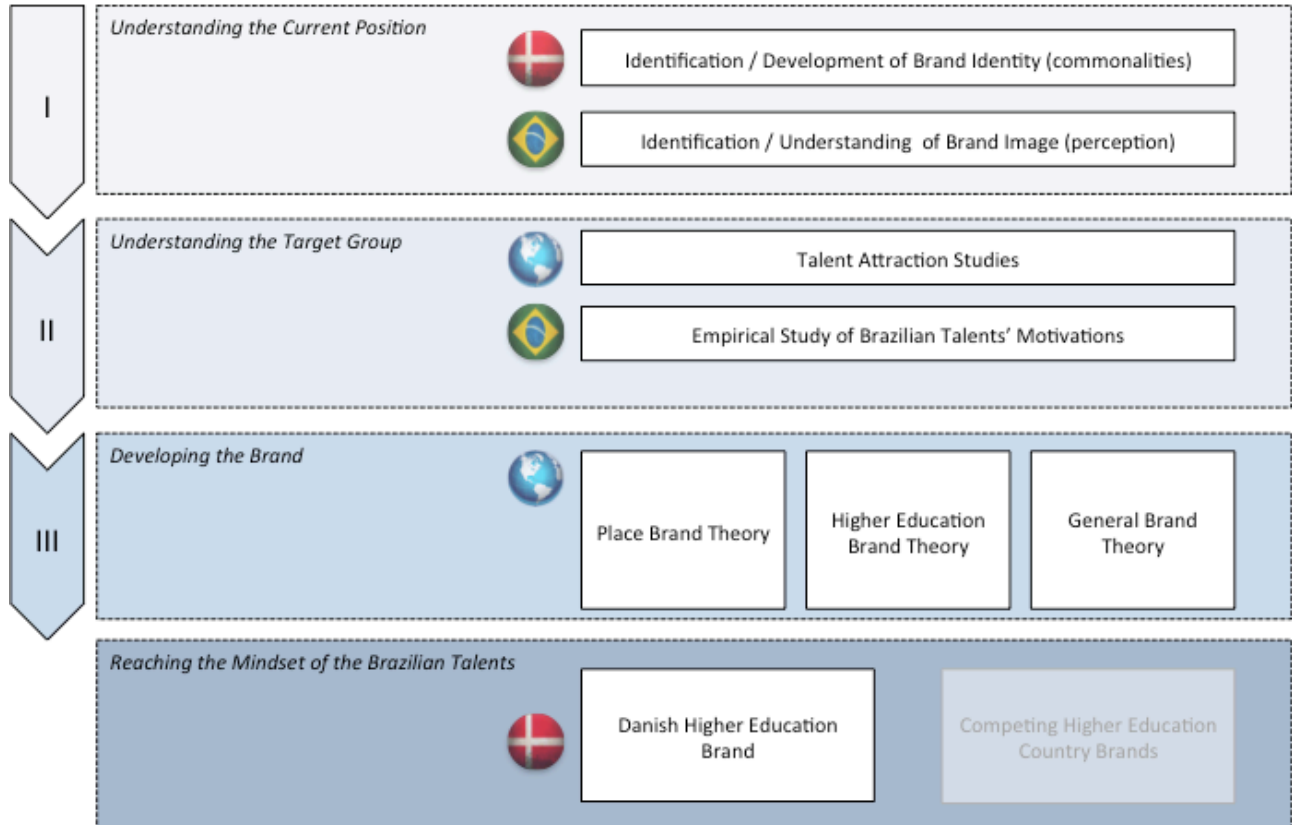 Understanding the Current Position
Identification / Development of Brand Identity (commonalities)
I
Identification / Understanding of Brand Image (perception)
Understanding the Target Group
Talent Attraction Studies
II
Empirical Study of Brazilian Talents' Motivations
Developing the Brand
III
Place Brand Theory
Higher Education
Brand Theory
General Brand
Theory
Reaching the Mindset of the Brazilian Talents
Danish Higher Education
Brand
Competing Higher Education
Country Brands